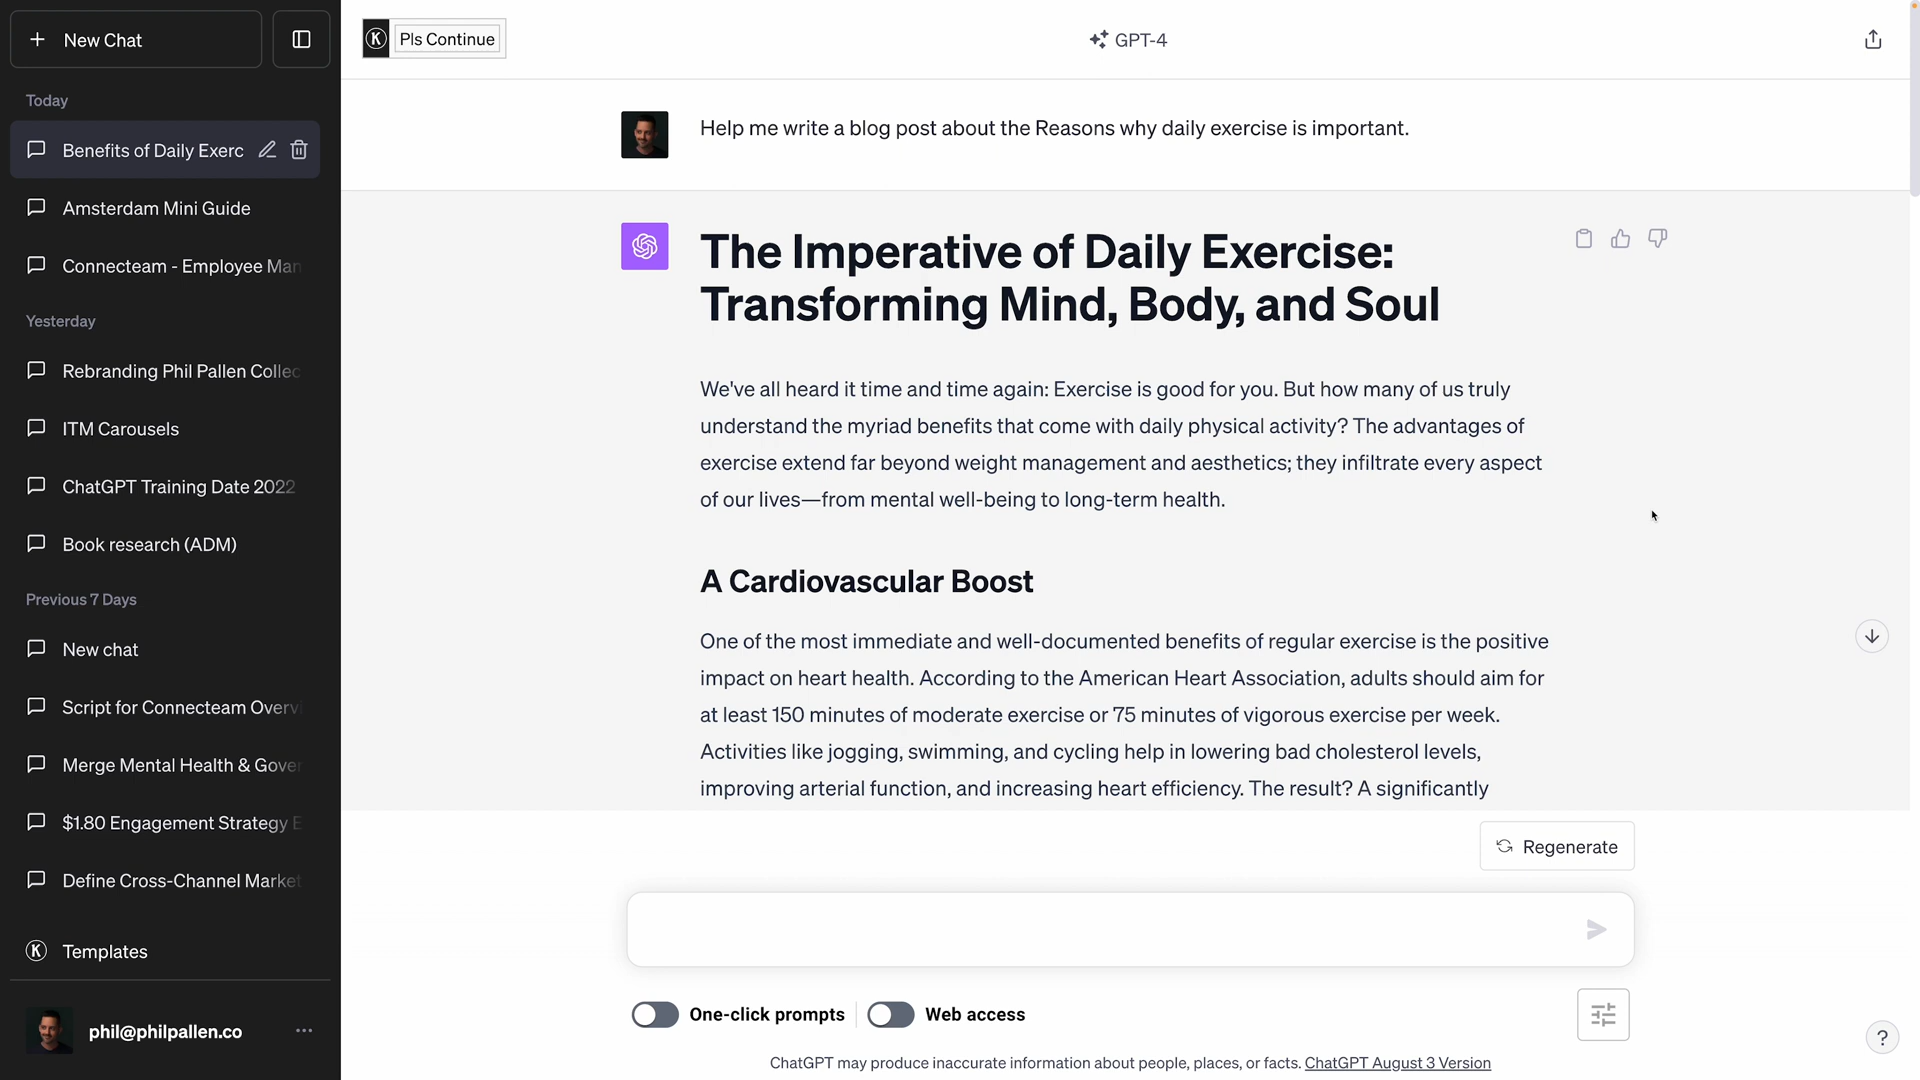 New Chat
Today
Benefits of Daily Exerc
Amsterdam Mini Guide
Connecteam - Employee Man
Yesterday
Rebranding Phil Pallen Collec
ITM Carousels
ChatGPT Training Date 2022
Book research (ADM)
Previous 7 Days
New chat
Script for Connecteam Overvi
Merge Mental Health & Gover
$1.80 Engagement Strategy E
Define Cross-Channel Market
K Templates
phil@philpallen.co
K Pls Continue
GPT-4
Help me write a blog post about the Reasons why daily exercise is important.
The Imperative of Daily Exercise:
Transforming Mind, Body, and Soul
We've all heard it time and time again: Exercise is good for you. But how many of us truly
understand the myriad benefits that come with daily physical activity? The advantages of
exercise extend far beyond weight management and aesthetics; they infiltrate every aspect
of our lives—from mental well-being to long-term health.
A Cardiovascular Boost
One of the most immediate and well-documented benefits of regular exercise is the positive
impact on heart health. According to the American Heart Association, adults should aim for
at least 150 minutes of moderate exercise or 75 minutes of vigorous exercise per week.
Activities like jogging, swimming, and cycling help in lowering bad cholesterol levels,
improving arterial function, and increasing heart efficiency. The result? A significantly
Regenerate
One-click prompts
Web access
?
ChatGPT may produce inaccurate information about people, places, or facts. ChatGPT August 3 Version